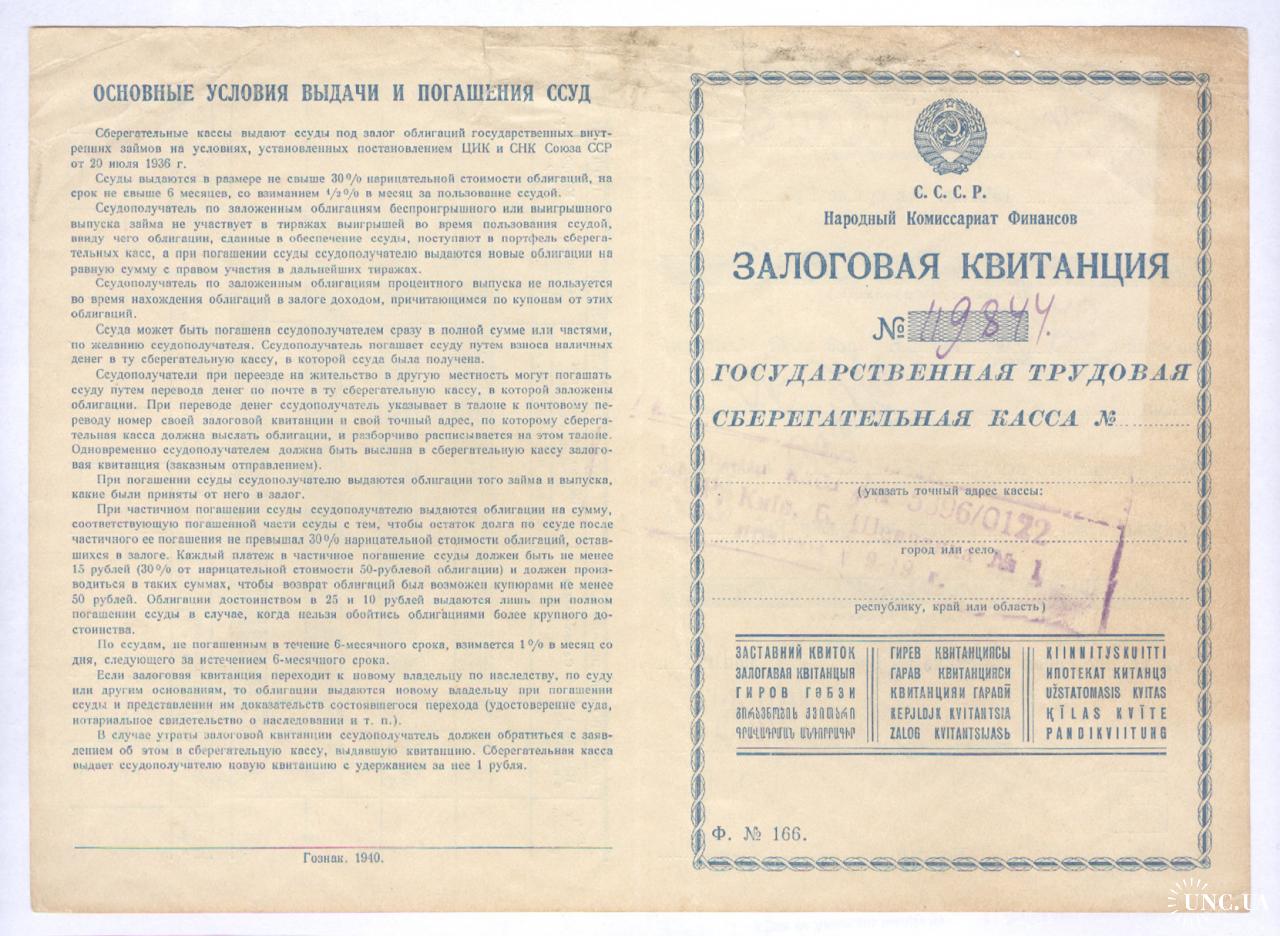 ОСНОВНЫЕ УСЛОВИЯ ВЫДАЧИ И ПОГАШЕНИЯ ССУД
Сберегательные кассы выдают ссуды под залог облигаций государственных внут-
ренних займов на условиях, установленных постановлением ЦИК и СНК Союза ССР
от 20 июля 1936 г.
Ссуды выдаются в размере не свыше 30% нарицательной стоимости облигаций, на
срок не свыше 6 месяцев, со взиманием 1/2% в месяц за пользование ссудой.
Ссудополучатель по заложенным облигациям беспроигрышного или выигрышного
выпуска займа не участвует в тиражах выигрышей во время пользования ссудой,
ввиду чего облигации, сданные в обеспечение ссуды, поступают в портфель сберега-
тельных касс, а при погашении ссуды ссудополучателю выдаются новые облигации на
равную сумму с правом участия в дальнейших тиражах.
Ссудополучатель по заложенным облигациям процентного выпуска не пользуется
во время нахождения облигаций в залоге доходом, причитающимся по купонам от этих
облигаций.
Ссуда может быть погашена ссудополучателем сразу в полной сумме или частями,
по желанию ссудополучателя. Ссудополучатель погашает ссуду путем взноса наличных
денег в ту сберегательную кассу, в которой ссуда была получена.
Ссудополучатели при переезде на жительство в другую местность могут погашать
ссуду путем перевода денег по почте в ту сберегательную кассу, в которой заложены
облигации. При переводе денег ссудополучатель указывает в талоне к почтовому пе-
реводу номер своей залоговой квитанции и свой точный адрес, по которому сберега-
тельная касса должна выслать облигации, и разборчиво расписывается на этом талоне.
Одновременно ссудополучателем должна быть выслана в сберегательную кассу залого-
вая квитанция (заказным отправлением).
При погашении ссуды ссудополучателю выдаются облигации того займа и выпуска,
какие были приняты от него в залог.
При частичном погашении ссуды ссудополучателю выдаются облигации на сумму,
соответствующую погашенной части ссуды с тем, чтобы остаток долга по ссуде после
частичного ее погашения не превышал 30% нарицательной стоимости облигаций, остав-
шихся в залоге. Каждый платеж в частичное погашение ссуды должен быть не менее
15 рублей (30% от нарицательной стоимости 50-рублевой облигации) и должен произ-
водиться в таких суммах, чтобы возврат облигаций был возможен купюрами не менее
50 рублей. Облигации достоинством в 25 и 10 рублей выдаются лишь при полном
погашении ссуды в случае, когда нельзя обойтись облигациями более крупного до-
стоинства.
По ссудам, не погашенным в течение 6-месячного срока, взимается 1% в месяц со
дня, следующего за истечением 6-месячного срока.
Если залоговая квитанция переходит к новому владельцу по наследству, по суду
или другим основаниям, то облигации выдаются новому владельцу при погашении
ссуды и представлении им доказательств состоявшегося перехода (удостоверение суда,
нотариальное свидетельство о наследовании и т. п.).
В случае утраты залоговой квитанции ссудополучатель должен обратиться с заяв-
лением об этом в сберегательную кассу, выдавшую квитанцию. Сберегательная касса
выдает ссудополучателю новую квитанцию с удержанием за нее 1 рубля.
Гознак. 1940.
С. С. С. Р.
Народный Комиссариат Финансов
ЗАЛОГОВАЯ КВИТАНЦИЯ
№ 119844.
ГОСУДАРСТВЕННАЯ ТРУДОВАЯ
СБЕРЕГАТЕЛЬНАЯ КАССА №
(указать точный адрес кассы:
3396/0122
Київ, Б. № 1
город или село,
республику, край или область)
ЗАСТАВНИЙ КВИТОК
ЗАЛОГАВАЯ КВІТАНЦЫЯ
ГИРОВ ГӘБЗИ
ԳՐԱՎԱԴՐՄԱՆ ԱՆԴՈՐՐԱԳԻՐ
ГИРЕВ КВИТАНЦИЯСЫ
ГАРАВ КВИТАНЦИЯСИ
КВИТАНЦИЯИ ГАРАВӢ
KEPJLDJK KVITANTSIA
ZALOG KVITANTSIJASЬ
KIINNITYSKUITTI
ИПОТЕКАТ КИТАНЦЭ
UŽSTATOMASIS KVITAS
ĶĪLAS KVĪTE
PANDIKVIITUNG
Ф. № 166.
UNC.UA